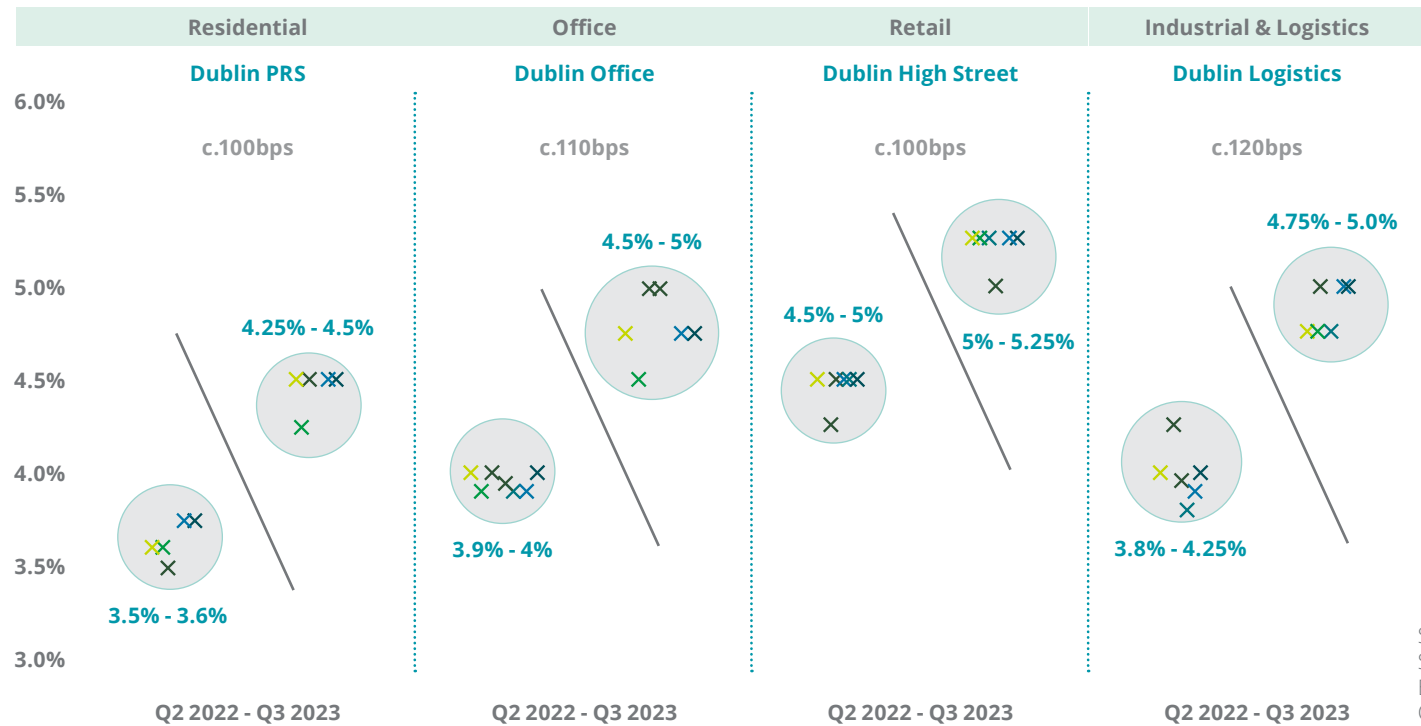 Residential Office Retail Industrial & Logistics
Dublin PRS Dublin Office Dublin High Street Dublin Logistics
6.0%
c.100bps c.110bps c.100bps c.120bps
5.5%
4.75% - 5.0%
4.5% - 5%
5.0%
4.25% - 4.5% 4.5% - 5% 5% - 5.25%
4.5%
4.0%
3.9% - 4% 3.8% - 4.25%
3.5%
3.5% - 3.6%
3.0%
Q2 2022 - Q3 2023 Q2 2022 - Q3 2023 Q2 2022 - Q3 2023 Q2 2022 - Q3 2023